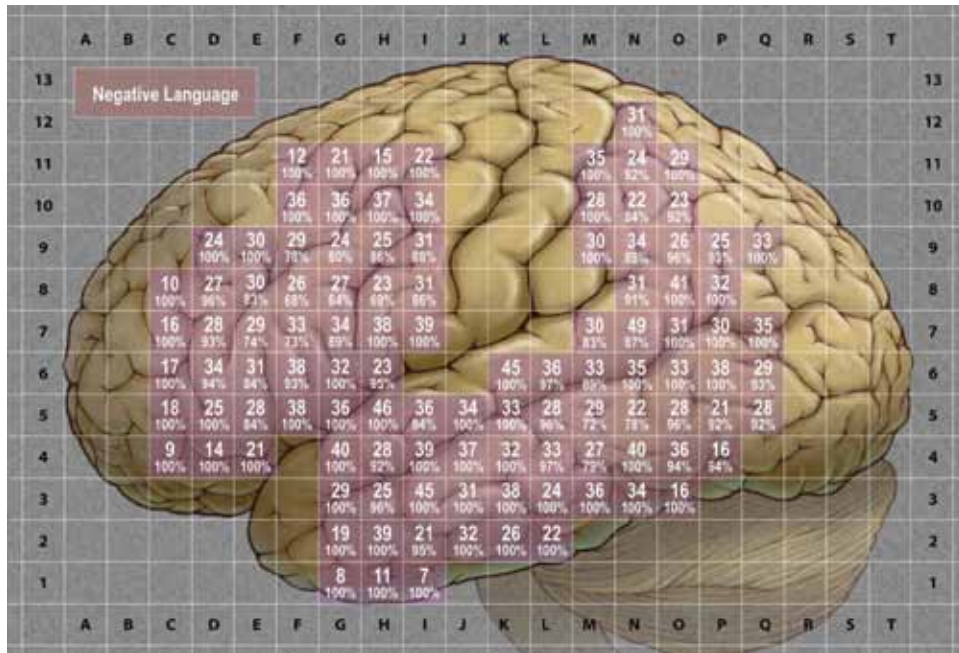 A B C D E F G H I J K L M N O P Q R S T
13 13
Negative Language
12 31 12
100%
11 12 21 15 22 35 24 29 11
100% 100% 100% 100% 100% 92% 100%
10 36 36 37 34 28 22 23 10
100% 100% 100% 100% 100% 84% 92%
9 24 30 29 24 25 31 30 34 26 25 33 9
100% 100% 80% 86% 100% 96% 93% 100%
8 10 27 30 26 27 23 31 31 41 32 8
100% 96% 83% 68% 69% 86% 91% 100% 100%
7 16 28 29 33 34 38 39 30 49 31 30 35 7
100% 93% 74% 73% 89% 100% 100% 83% 87% 100% 100% 100%
6 17 34 31 38 32 23 45 36 33 35 33 38 29 6
100% 94% 84% 93% 100% 95% 100% 97% 100% 100% 100% 93%
5 18 25 28 38 36 46 36 34 33 28 29 22 28 21 28 5
100% 100% 84% 100% 100% 100% 94% 100% 100% 96% 72% 78% 96% 92% 92%
4 9 14 21 40 28 39 37 32 33 27 40 36 16 4
100% 100% 100% 100% 92% 100% 100% 100% 97% 79% 100% 94% 94%
3 29 25 45 31 38 24 36 34 16 3
100% 96% 100% 100% 100% 100% 100% 100% 100%
2 19 39 21 32 26 22 2
100% 100% 95% 100% 100% 100%
1 8 11 7 1
100% 100% 100%
A B C D E F G H I J K L M N O P Q R S T